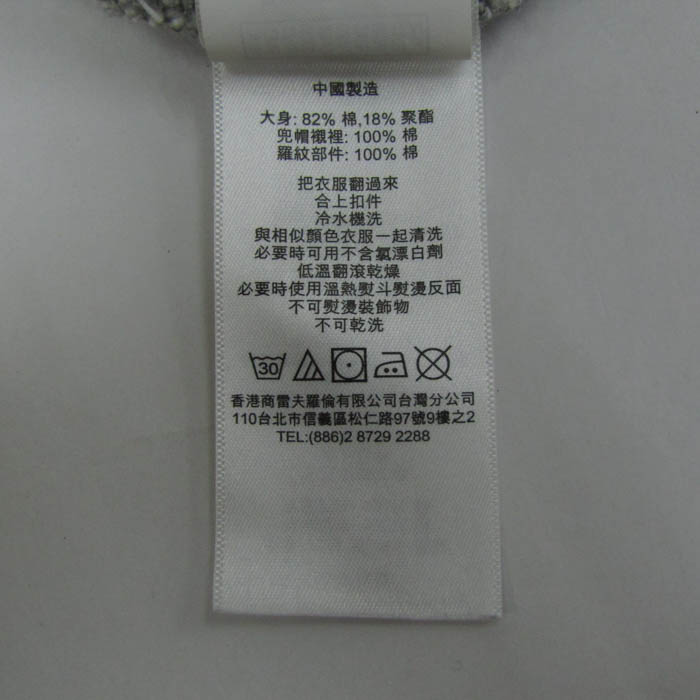 中國製造
大身: 82% 棉,18% 聚酯
兜帽襯裡: 100% 棉
羅紋部件: 100% 棉
把衣服翻過來
合上扣件
冷水機洗
與相似顏色衣服一起清洗
必要時可用不含氯漂白劑
低溫翻滾乾燥
必要時使用溫熱熨斗熨燙反面
不可熨燙裝飾物
不可乾洗
30
香港商雷夫羅倫有限公司台灣分公司
110台北市信義區松仁路97號9樓之2
TEL:(886)2 8729 2288